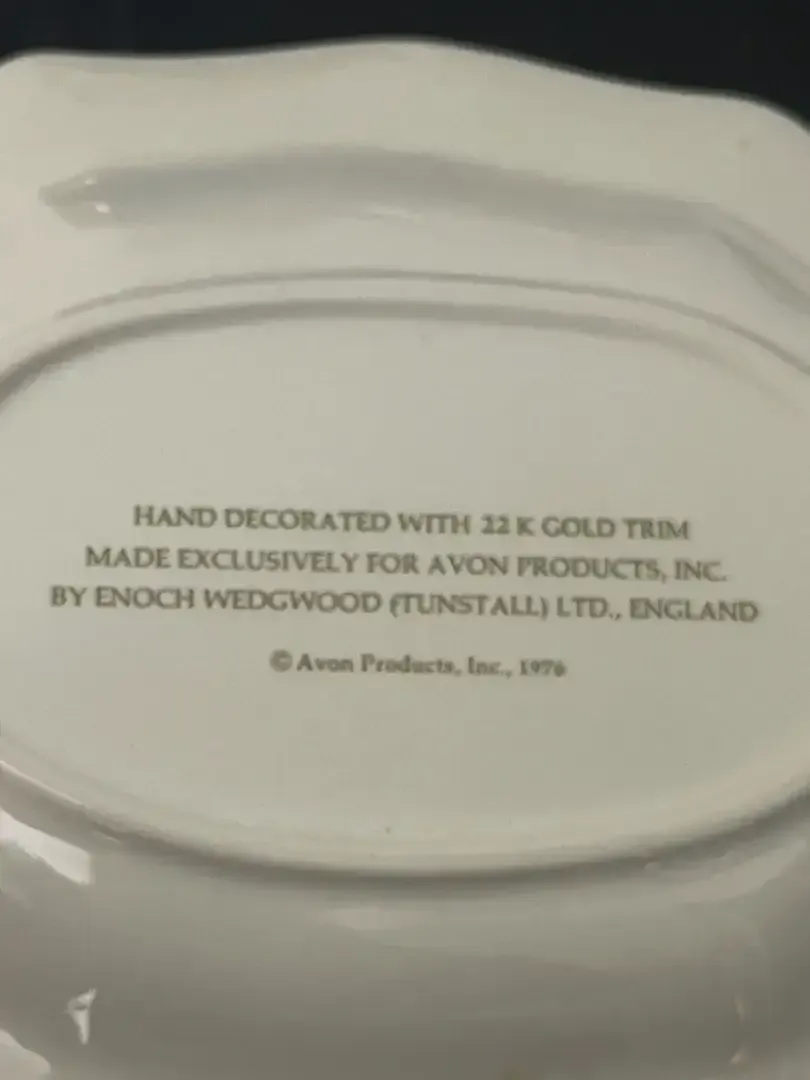 HAND DECORATED WITH 22 K GOLD TRIM
MADE EXCLUSIVELY FOR AVON PRODUCTS, INC.
BY ENOCH WEDGWOOD (TUNSTALL) LTD., ENGLAND
© Avon Products, Inc., 1976